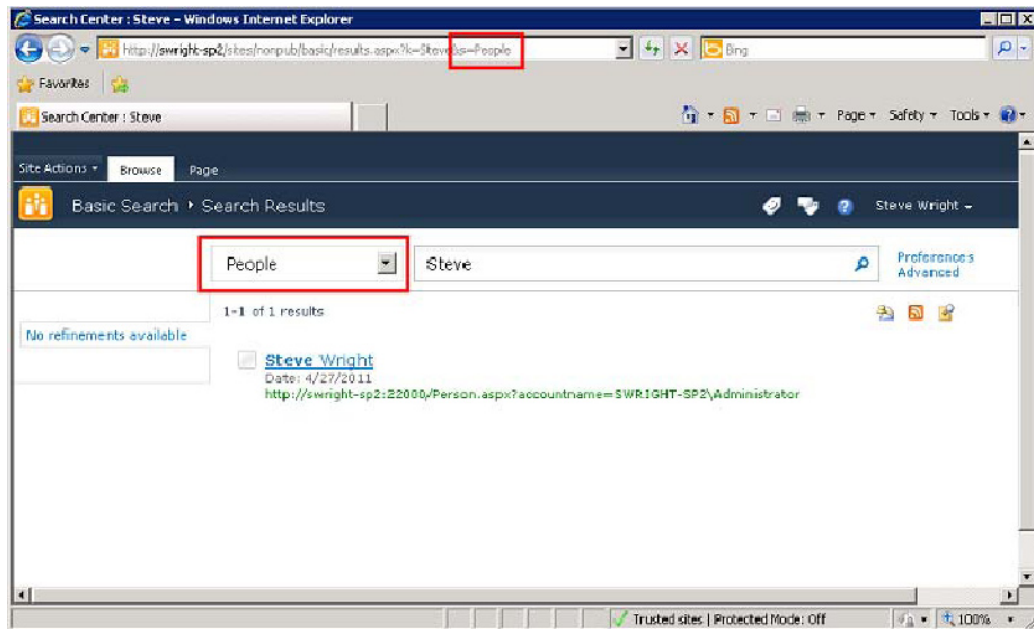 Search Center : Steve - Windows Internet Explorer
http://swright-sp2/sites/nonpub/basic/results.aspx?k=Steve&s=People
Bing
Favorites
Search Center : Steve
Page Safety Tools
Site Actions Browse Page
Basic Search Search Results
Steve Wright
People
Steve
Preferences
Advanced
1-1 of 1 results
No refinements available
Steve Wright
Date: 4/27/2011
http://swright-sp2:22000/Person.aspx?accountname=SWRIGHT-SP2\Administrator
Trusted sites | Protected Mode: Off
100%